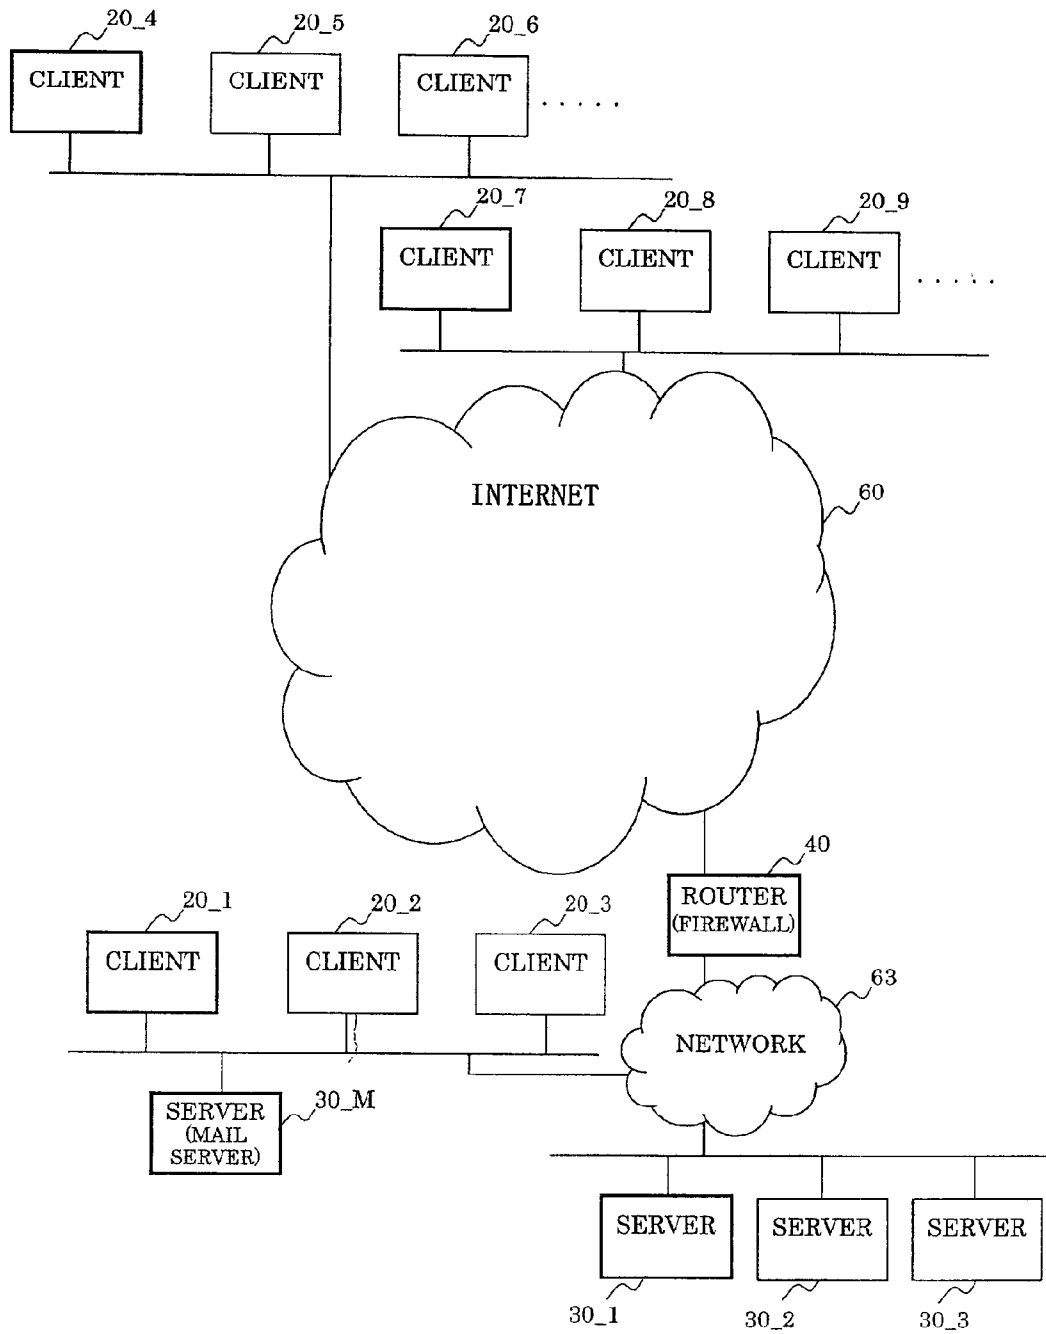 20_4 20_5 20_6
CLIENT CLIENT CLIENT . . . . .
20_7 20_8 20_9
CLIENT CLIENT CLIENT . . . . .
INTERNET
60
40
ROUTER
(FIREWALL)
20_1 20_2 20_3
CLIENT CLIENT CLIENT
63
NETWORK
30_M
SERVER
(MAIL
SERVER)
SERVER SERVER SERVER
30_1 30_2 30_3